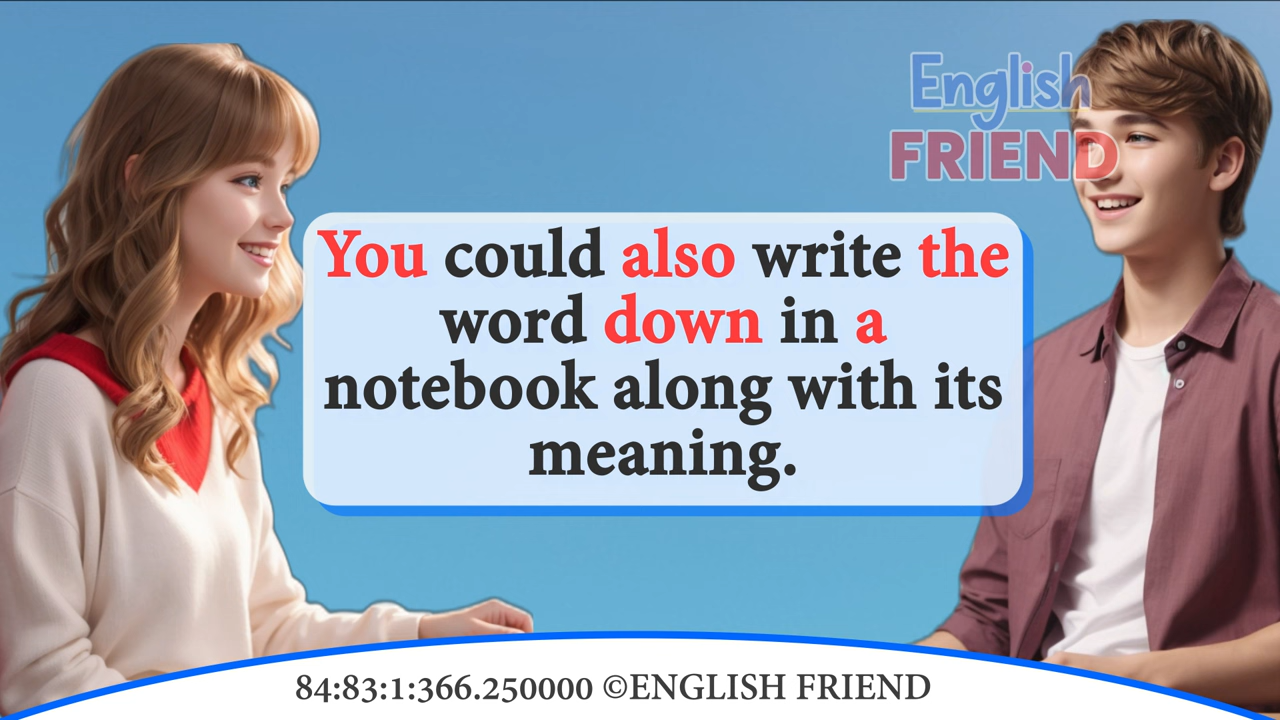 English
FRIEND
You could also write the
word down in a
notebook along with its
meaning.
84:83:1:366.250000 ©ENGLISH FRIEND